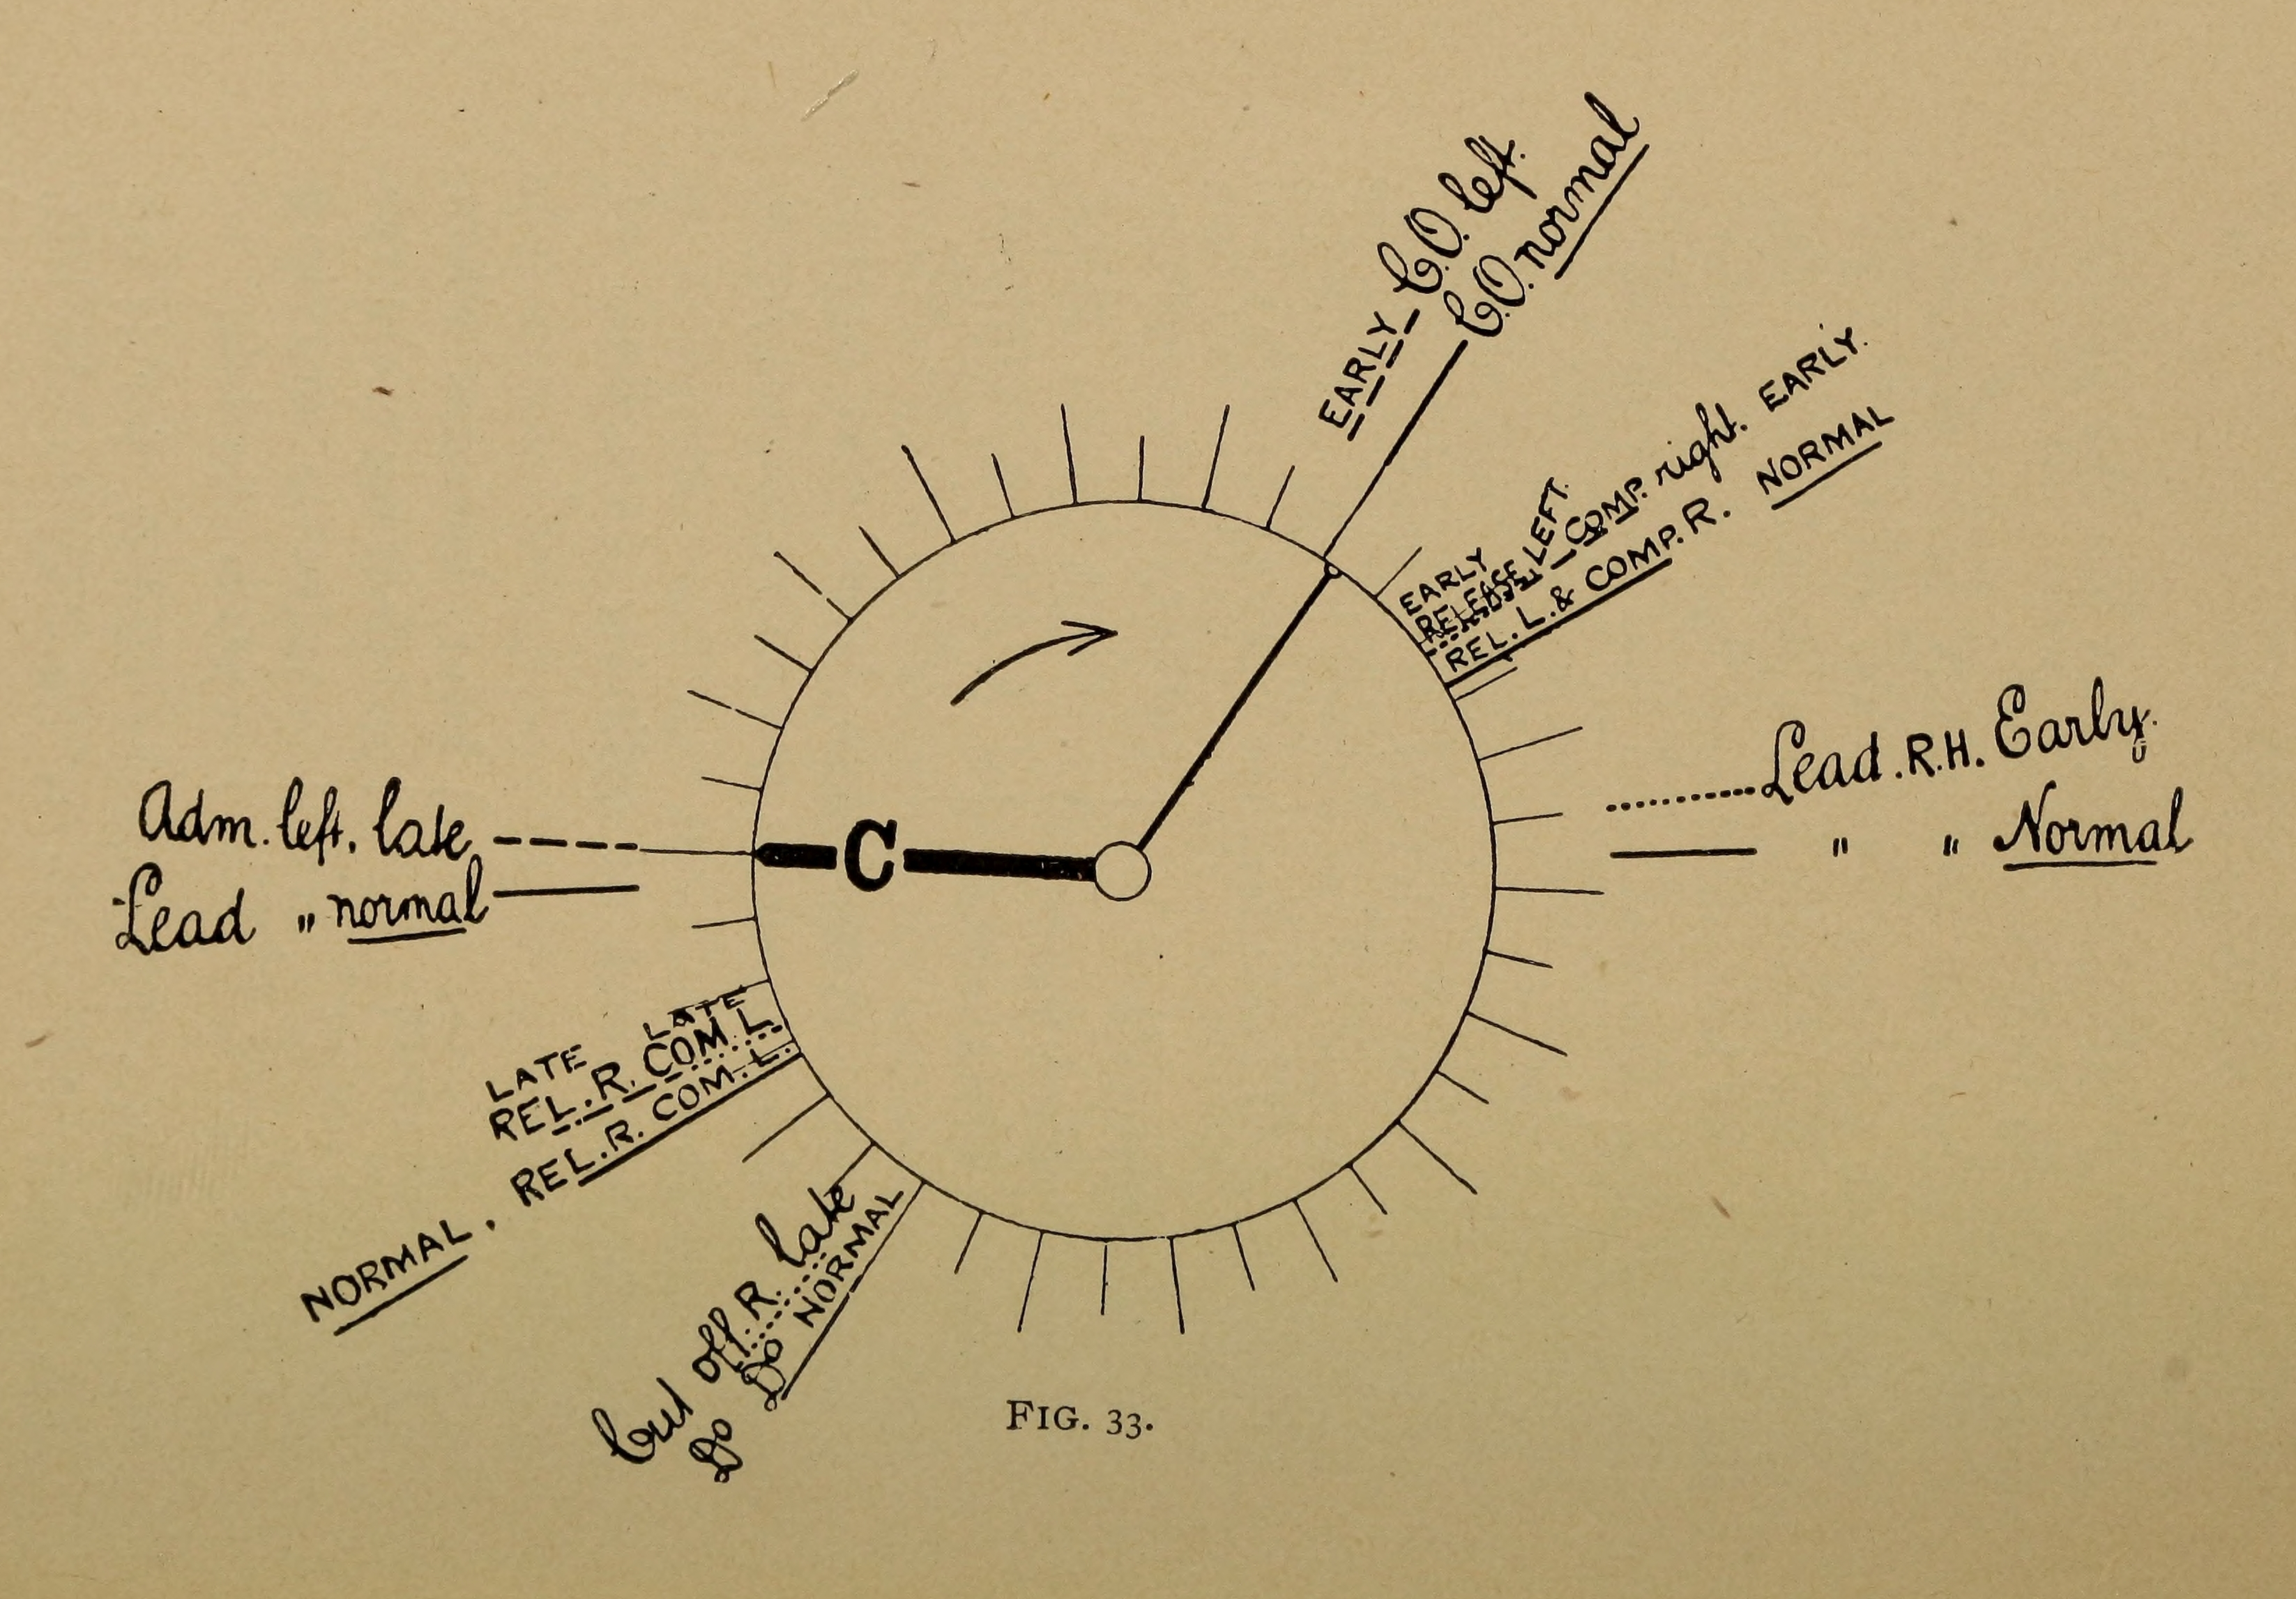 EARLY C.O. left.
C.O. normal
EARLY
RELEASE LEFT. COMP. right. EARLY.
REL. L. & COMP. R. NORMAL
Lead. R.H. Early.
" " Normal
Adm. left. late
C
Lead " normal
LATE LATE
REL. R. COM. L.
NORMAL. REL. R. COM. L.
Cut off. R. late
Do Do NORMAL
FIG. 33.